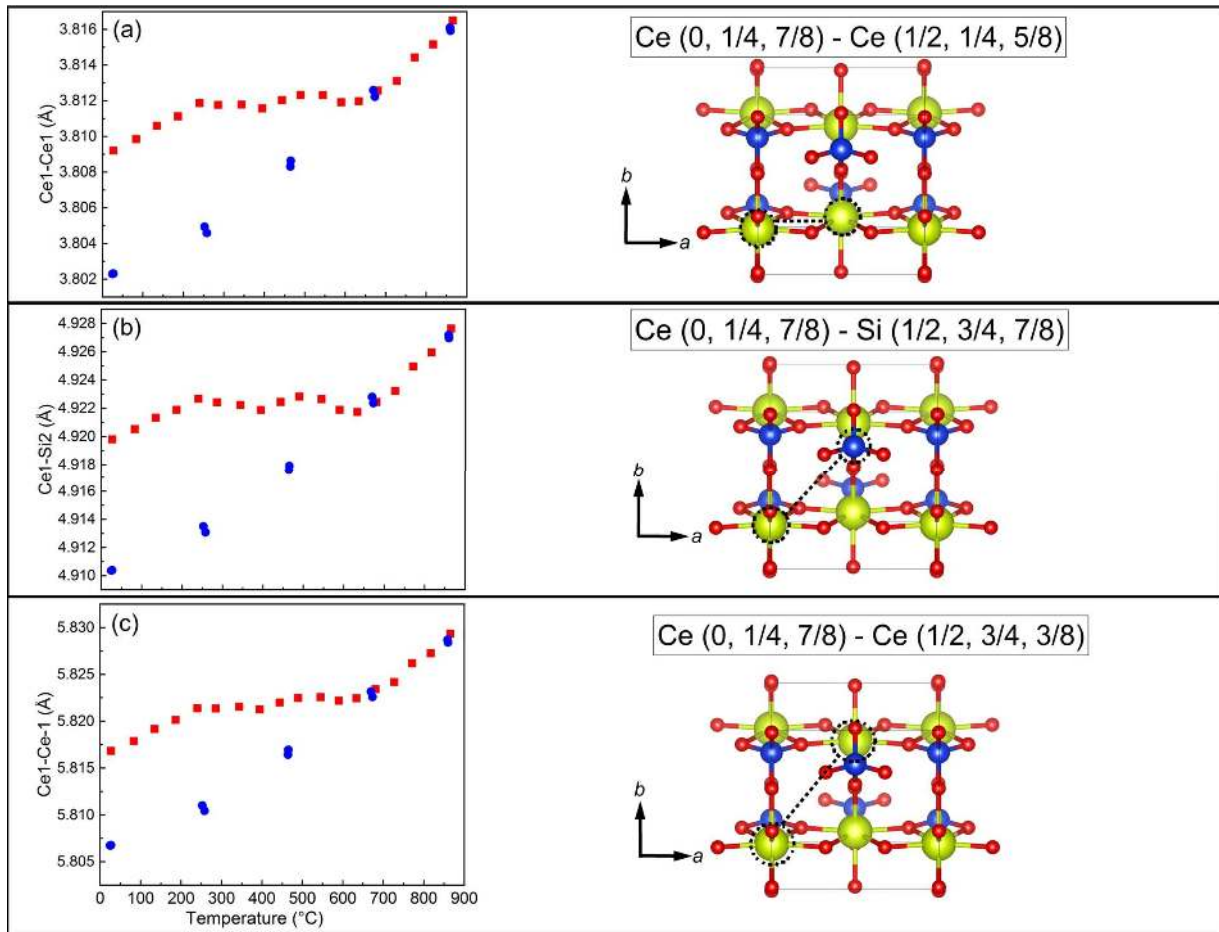 (a)
3.816
3.814
3.812
3.810
3.808
3.806
3.804
3.802
Ce1-Ce1 (Å)
Ce (0, 1/4, 7/8) - Ce (1/2, 1/4, 5/8)
b
a
(b)
4.928
4.926
4.924
4.922
4.920
4.918
4.916
4.914
4.912
4.910
Ce1-Si2 (Å)
Ce (0, 1/4, 7/8) - Si (1/2, 3/4, 7/8)
b
a
(c)
5.830
5.825
5.820
5.815
5.810
5.805
Ce1-Ce-1 (Å)
0 100 200 300 400 500 600 700 800 900
Temperature (°C)
Ce (0, 1/4, 7/8) - Ce (1/2, 3/4, 3/8)
b
a